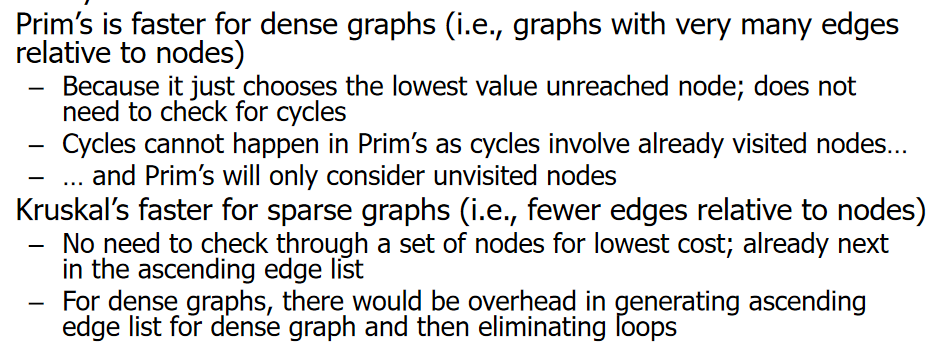 Prim's is faster for dense graphs (i.e., graphs with very many edges
relative to nodes)
– Because it just chooses the lowest value unreached node; does not
need to check for cycles
– Cycles cannot happen in Prim's as cycles involve already visited nodes…
– … and Prim's will only consider unvisited nodes
Kruskal's faster for sparse graphs (i.e., fewer edges relative to nodes)
– No need to check through a set of nodes for lowest cost; already next
in the ascending edge list
– For dense graphs, there would be overhead in generating ascending
edge list for dense graph and then eliminating loops